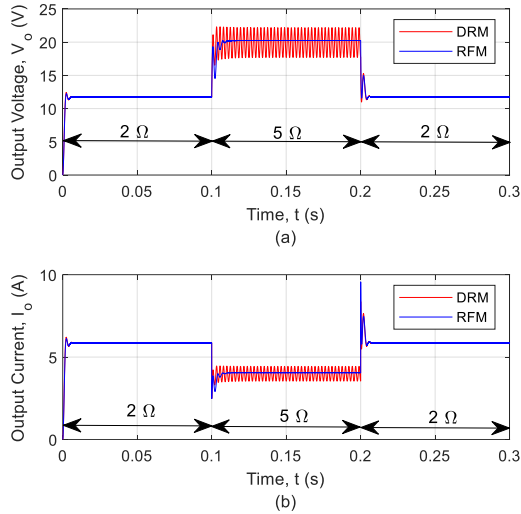 Output Voltage, V_o (V)
25
20
15
10
5
0
DRM
RFM
2 Ω
5 Ω
2 Ω
0
0.05
0.1
0.15
0.2
0.25
0.3
Time, t (s)
(a)
Output Current, I_o (A)
10
5
0
DRM
RFM
2 Ω
5 Ω
2 Ω
0
0.05
0.1
0.15
0.2
0.25
0.3
Time, t (s)
(b)